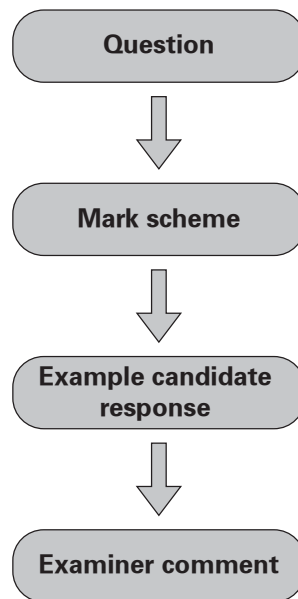 Question
Mark scheme
Example candidate
response
Examiner comment